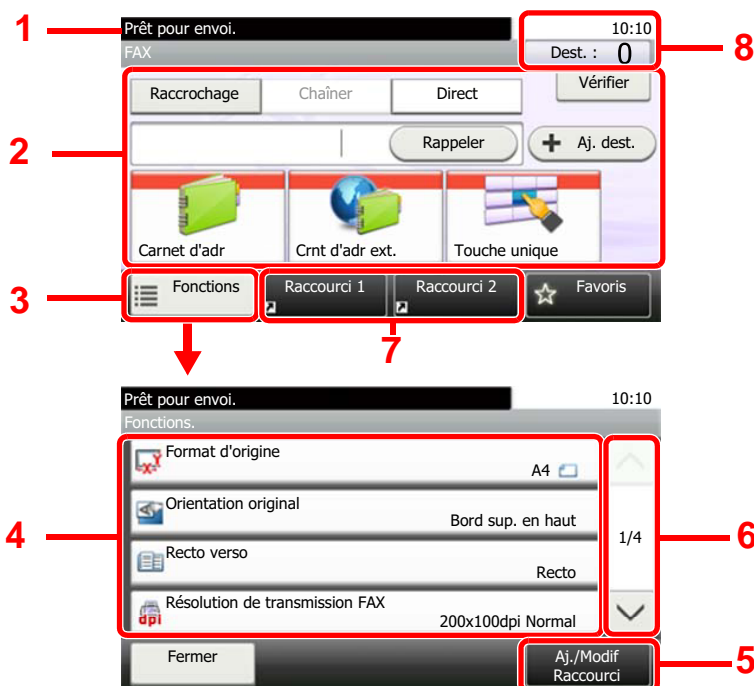 1
Prêt pour envoi.
10:10
8
FAX
Dest. : 0
Raccrochage
Chaîner
Direct
Vérifier
2
Rappeler
Aj. dest.
Carnet d'adr
Crnt d'adr ext.
Touche unique
3
Fonctions
Raccourci 1
Raccourci 2
Favoris
7
Prêt pour envoi.
10:10
Fonctions.
4
Format d'origine
A4
Orientation original
Bord sup. en haut
Recto verso
Recto
dpi
Résolution de transmission FAX
200x100dpi Normal
1/4
6
Fermer
Aj./Modif
Raccourci
5